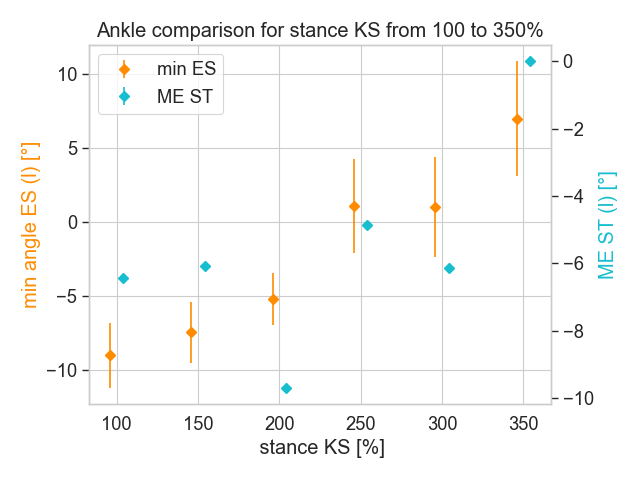 Ankle comparison for stance KS from 100 to 350%
min ES
ME ST
10
5
0
−5
−10
min angle ES (l) [°]
0
−2
−4
−6
−8
−10
ME ST (l) [°]
100 150 200 250 300 350
stance KS [%]